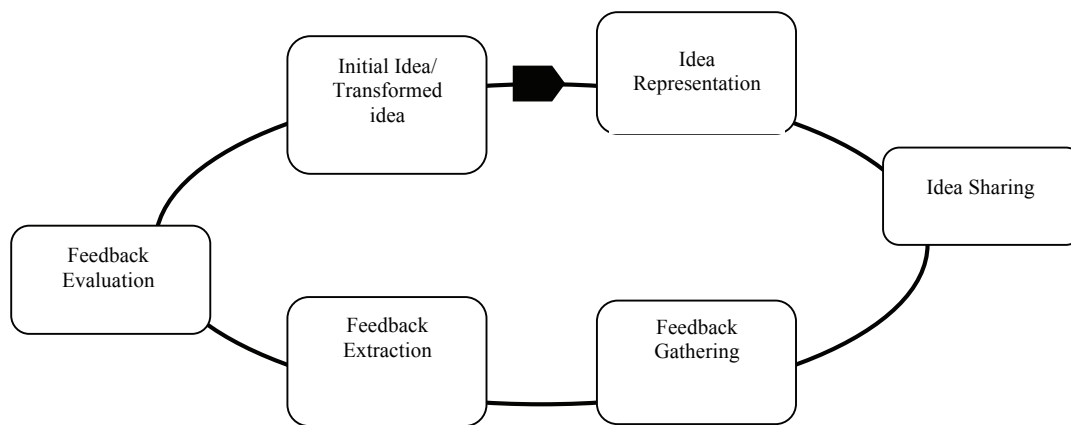 Initial Idea/
Transformed
idea
Idea
Representation
Idea Sharing
Feedback
Evaluation
Feedback
Extraction
Feedback
Gathering